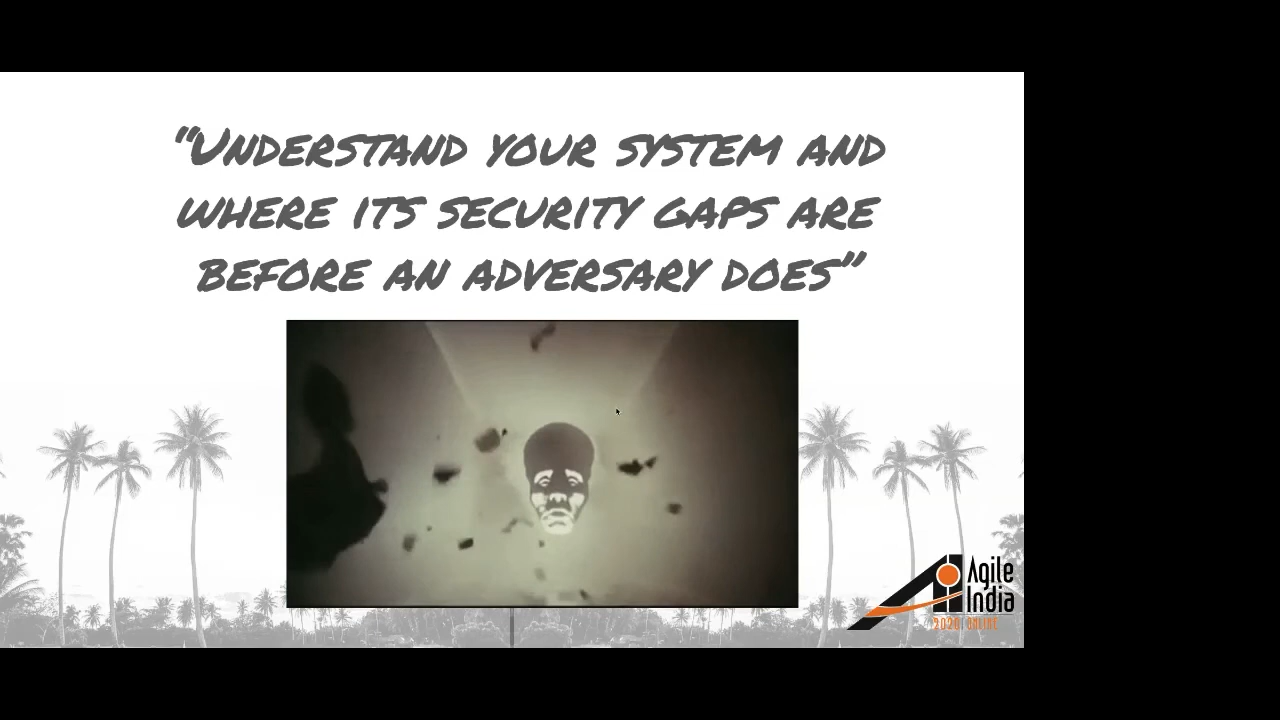 “Understand your system and
where its security gaps are
before an adversary does”
Agile
India
2020 ONLINE